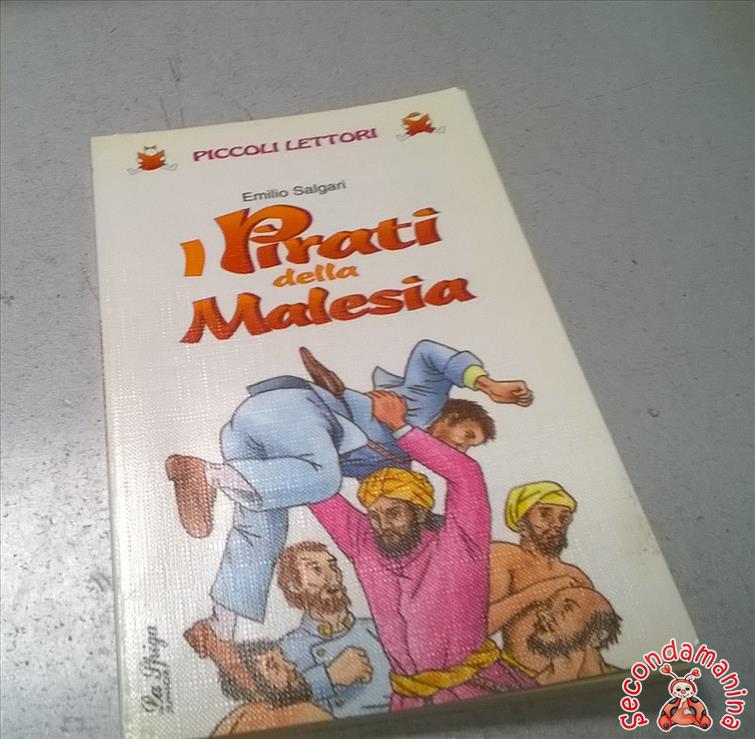 PICCOLI LETTORI
Emilio Salgari
I Pirati
della
Malesia
La Spiga
secondamanina